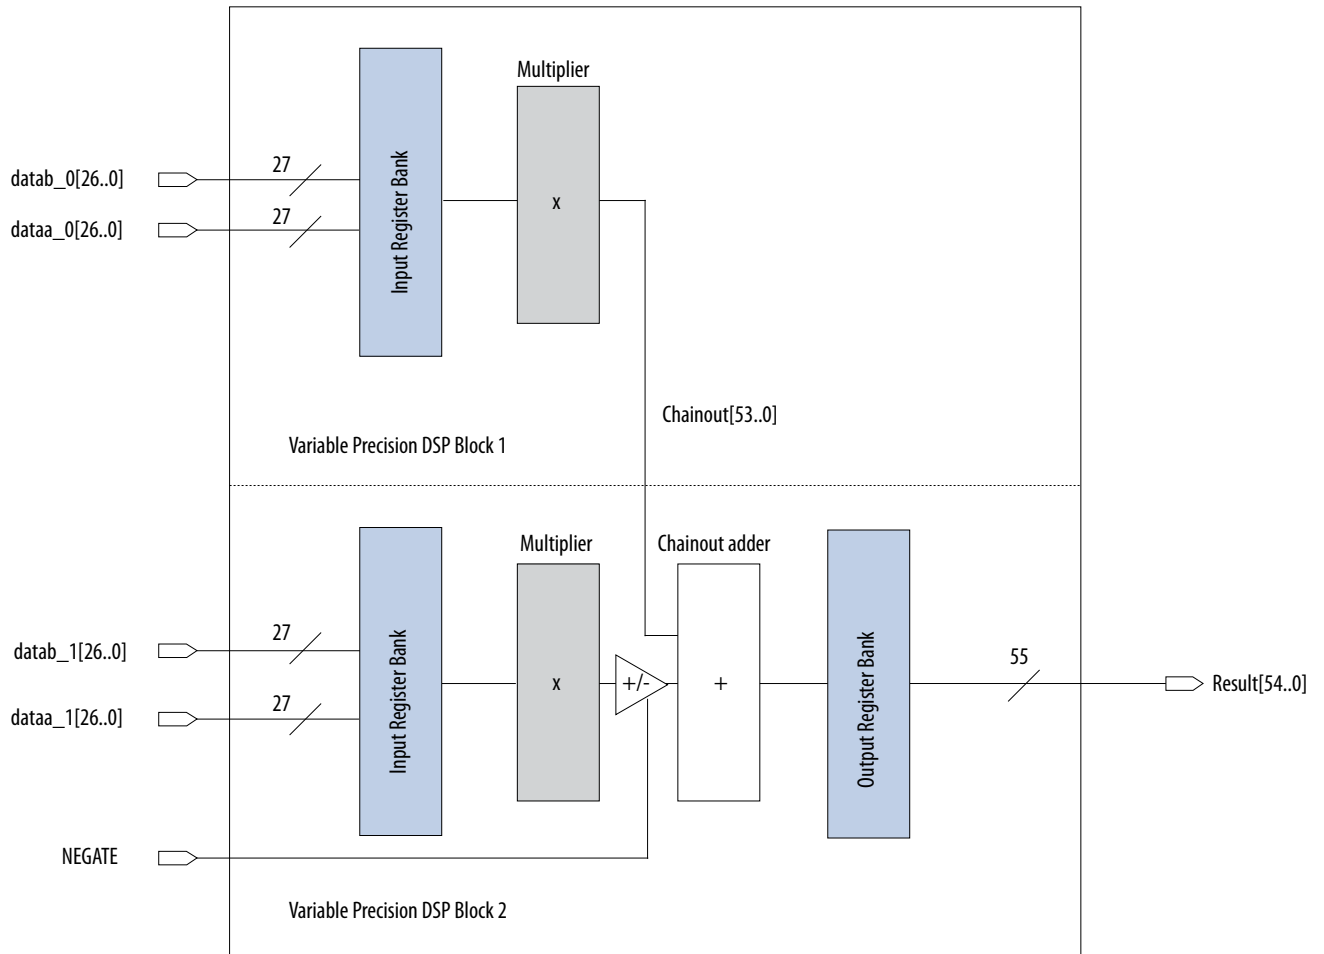 Multiplier
datab_0[26..0]
27
dataa_0[26..0]
27
Input Register Bank
x
Chainout[53..0]
Variable Precision DSP Block 1
Multiplier
Chainout adder
datab_1[26..0]
27
dataa_1[26..0]
27
Input Register Bank
x
+/-
+
Output Register Bank
55
Result[54..0]
NEGATE
Variable Precision DSP Block 2